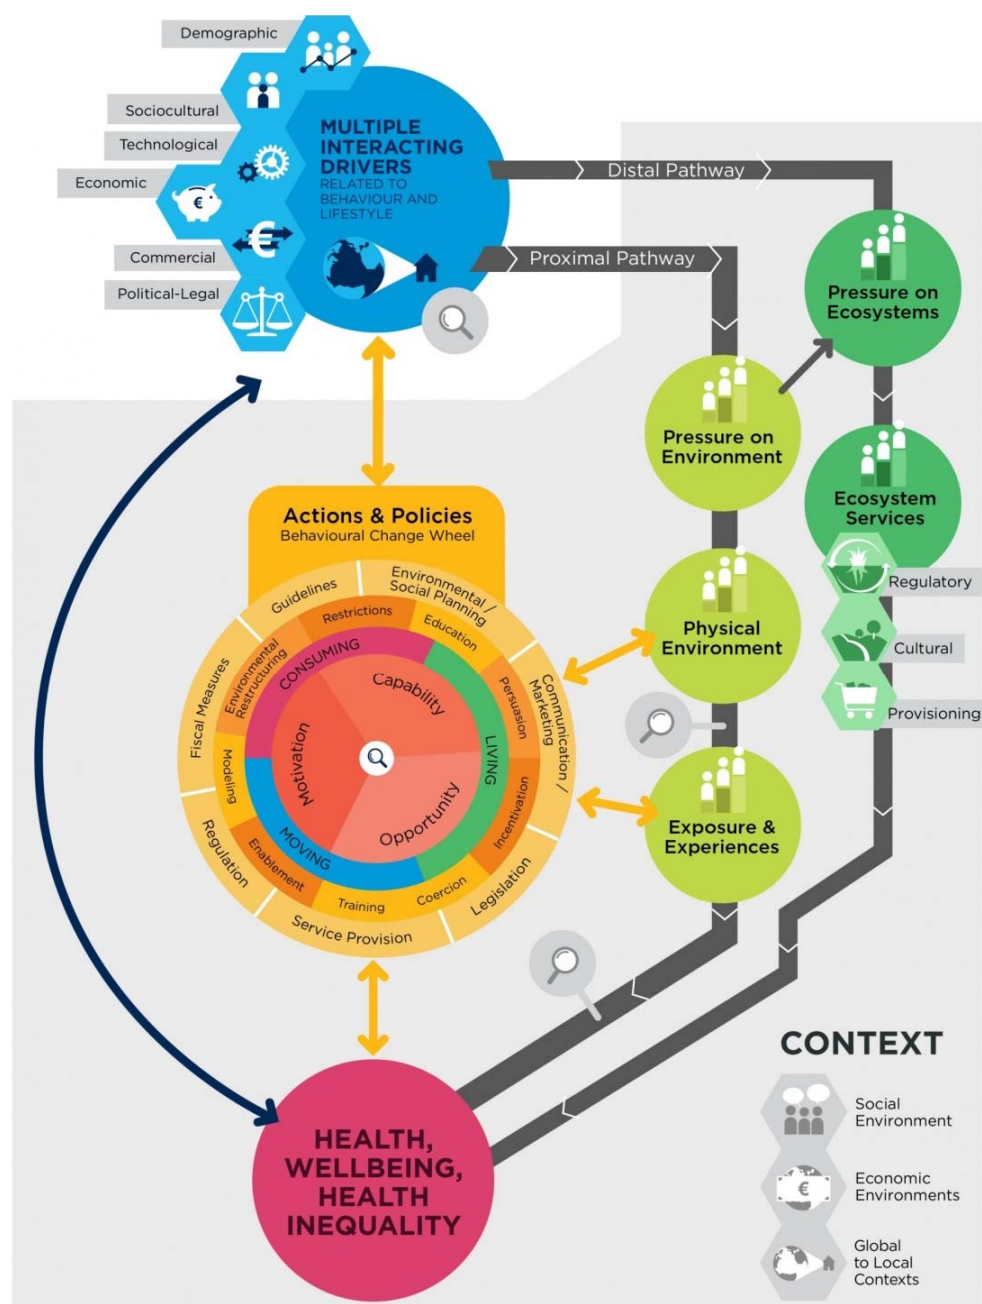 Demographic
Sociocultural
Technological
Economic
Commercial
Political-Legal
MULTIPLE
INTERACTING
DRIVERS
RELATED TO
BEHAVIOUR AND
LIFESTYLE
€
€
Distal Pathway
Proximal Pathway
Pressure on
Ecosystems
Pressure on
Environment
Ecosystem
Services
Regulatory
Cultural
Provisioning
Physical
Environment
Exposure &
Experiences
Actions & Policies
Behavioural Change Wheel
Guidelines
Environmental /
Social Planning
Communication /
Marketing
Legislation
Service Provision
Regulation
Fiscal Measures
Restrictions
Education
Persuasion
Incentivation
Coercion
Training
Enablement
Modeling
Environmental
Restructuring
CONSUMING
LIVING
MOVING
Capability
Opportunity
Motivation
HEALTH,
WELLBEING,
HEALTH
INEQUALITY
CONTEXT
Social
Environment
€
Economic
Environments
Global
to Local
Contexts